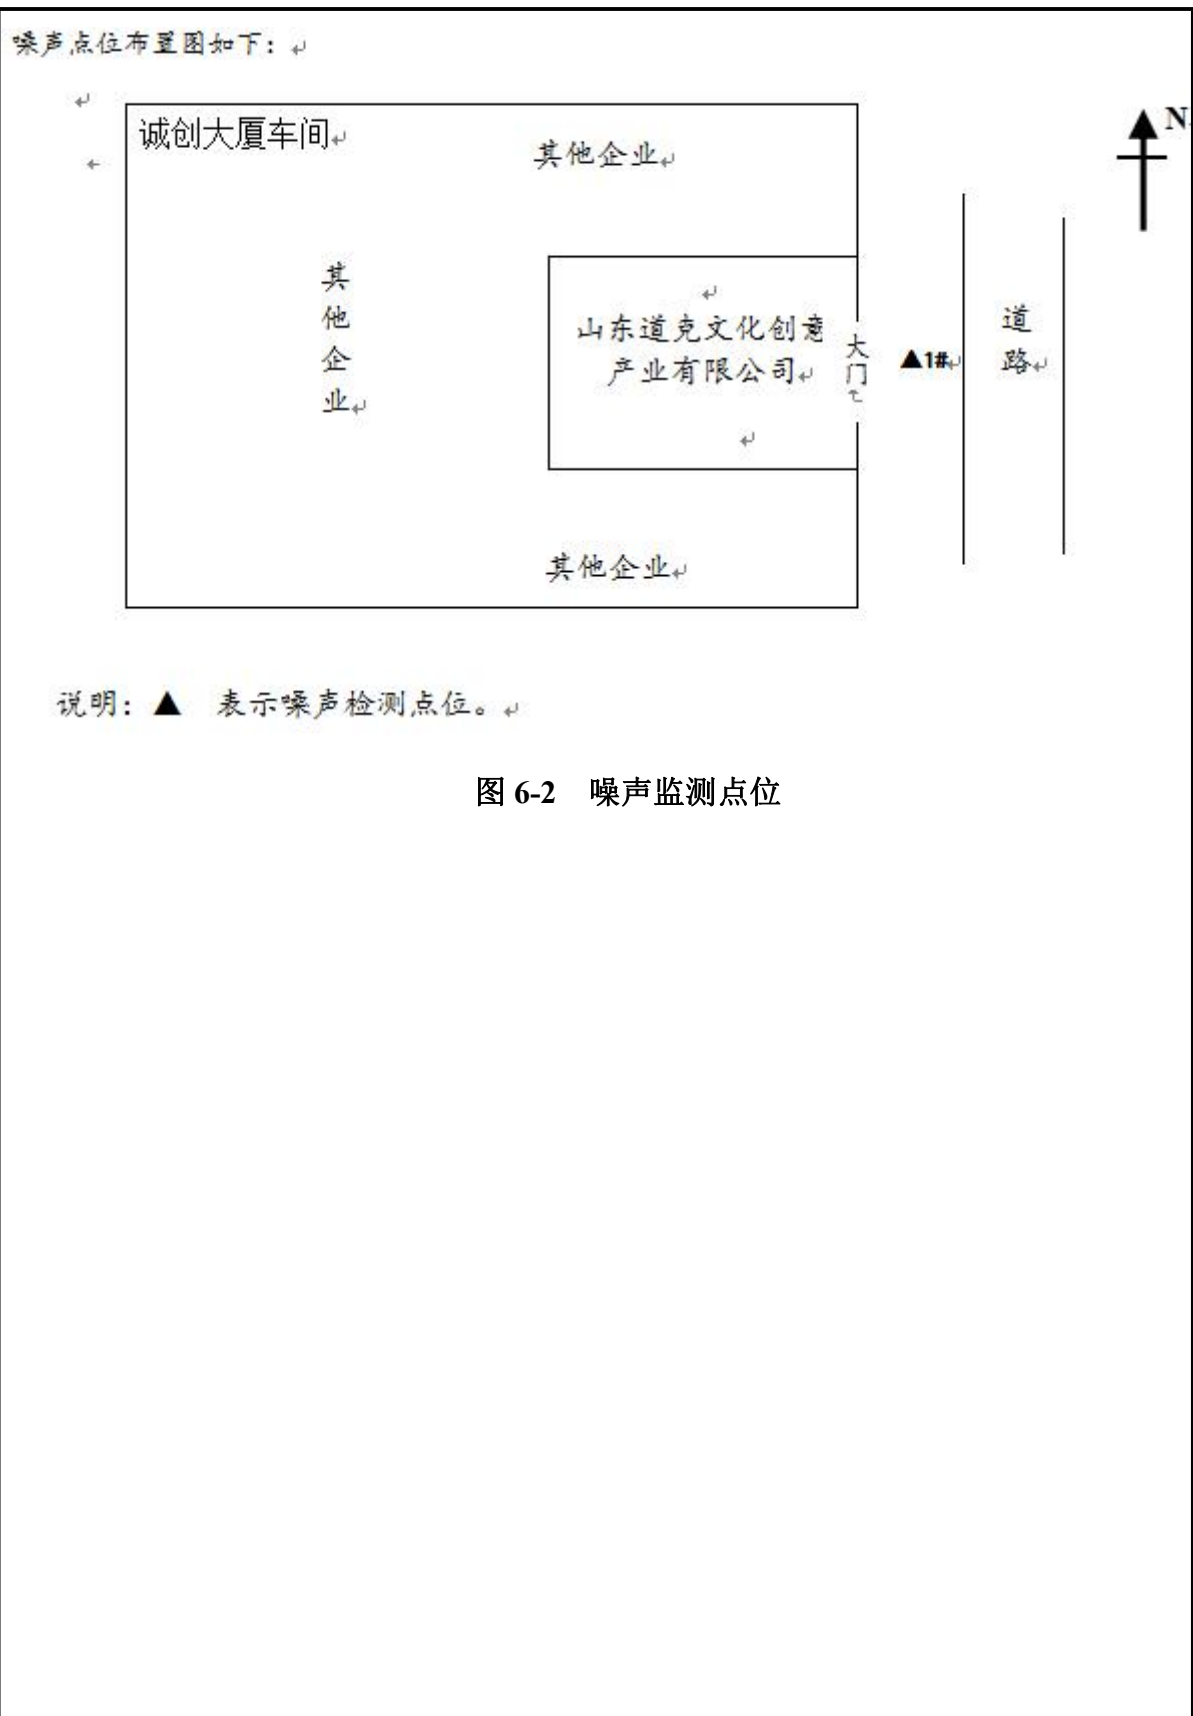 噪声点位布置图如下:
诚创大厦车间
其他企业
N
其他企业
山东道克文化创意
产业有限公司
大门
▲1#
道路
其他企业
说明:▲ 表示噪声检测点位。
图 6-2 噪声监测点位